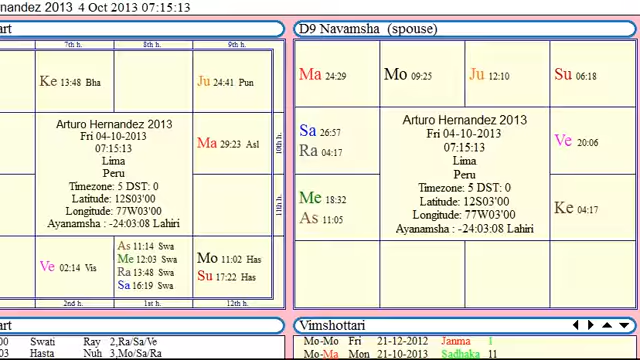 nandez 2013 4 Oct 2013 07:15:13
art
7th h. 8th h. 9th h.
Ke 13:48 Bha
Ju 24:41 Pun
Arturo Hernandez 2013
Fri 04-10-2013
07:15:13
Lima
Peru
Timezone: 5 DST: 0
Latitude: 12S03'00
Longitude: 77W03'00
Ayanamsha : -24:03:08 Lahiri
Ma 29:23 Asl
10th h.
11th h.
Ve 02:14 Vis
As 11:14 Swa
Me 12:03 Swa
Ra 13:48 Swa
Sa 16:19 Swa
Mo 11:02 Has
Su 17:22 Has
2nd h. 1st h. 12th h.
D9 Navamsha (spouse)
Ma 24:29
Mo 09:25
Ju 12:10
Su 06:18
Sa 26:57
Ra 04:17
Arturo Hernandez 2013
Fri 04-10-2013
07:15:13
Lima
Peru
Timezone: 5 DST: 0
Latitude: 12S03'00
Longitude: 77W03'00
Ayanamsha : -24:03:08 Lahiri
Ve 20:06
Me 18:32
As 11:05
Ke 04:17
art
00 Swati Ray 2,Ra/Sa/Ve
03 Hasta Nuh 3,Mo/Sa/Ra
Vimshottari
Mo-Mo Fri 21-12-2012 Janma 1
Mo-Ma Mon 21-10-2013 Sadhaka 11